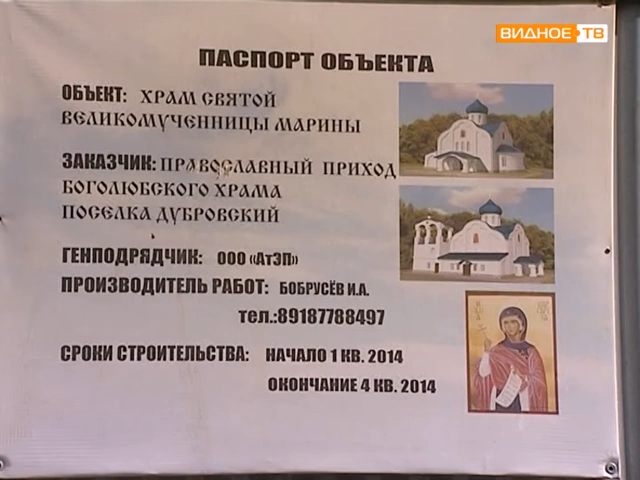 ВИДНОЕ ТВ
ПАСПОРТ ОБЪЕКТА
ОБЪЕКТ: ХРАМ СВЯТОЙ
ВЕЛИКОМУЧЕННИЦЫ МАРИНЫ
ЗАКАЗЧИК: ПРАВОСЛАВНЫЙ ПРИХОД
БОГОЛЮБСКОГО ХРАМА
ПОСЕЛКА ДУБРОВСКИЙ
ГЕНПОДРЯДЧИК: ООО «АтЭП»
ПРОИЗВОДИТЕЛЬ РАБОТ: БОБРУСЁВ И.А.
тел.:89187788497
СРОКИ СТРОИТЕЛЬСТВА: НАЧАЛО 1 КВ. 2014
ОКОНЧАНИЕ 4 КВ. 2014